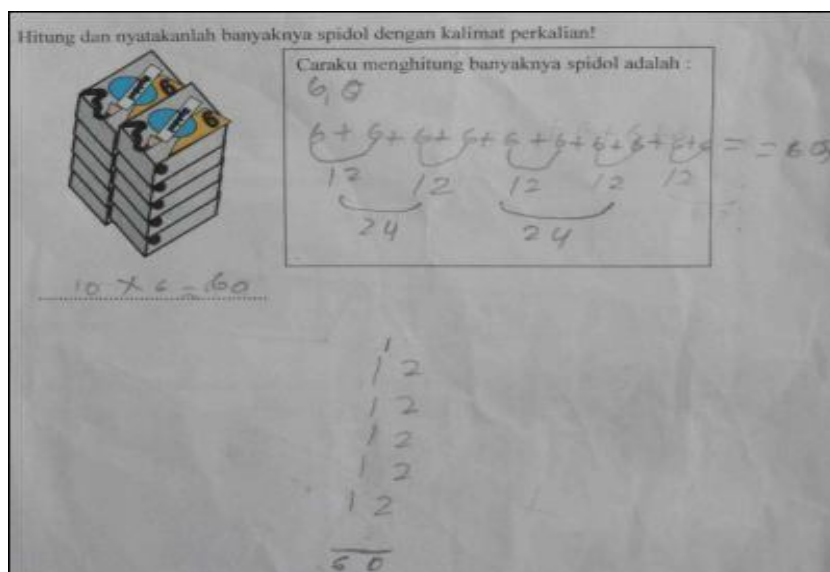 Hitung dan nyatakanlah banyaknya spidol dengan kalimat perkalian!
Caraku menghitung banyaknya spidol adalah :
6 6
6 0
6+6+6+6+6+6+6+6+6+6 = = 60
12 12 12 12 12
24 24
10 x 6 = 60
1
12
12
12
12
12
60